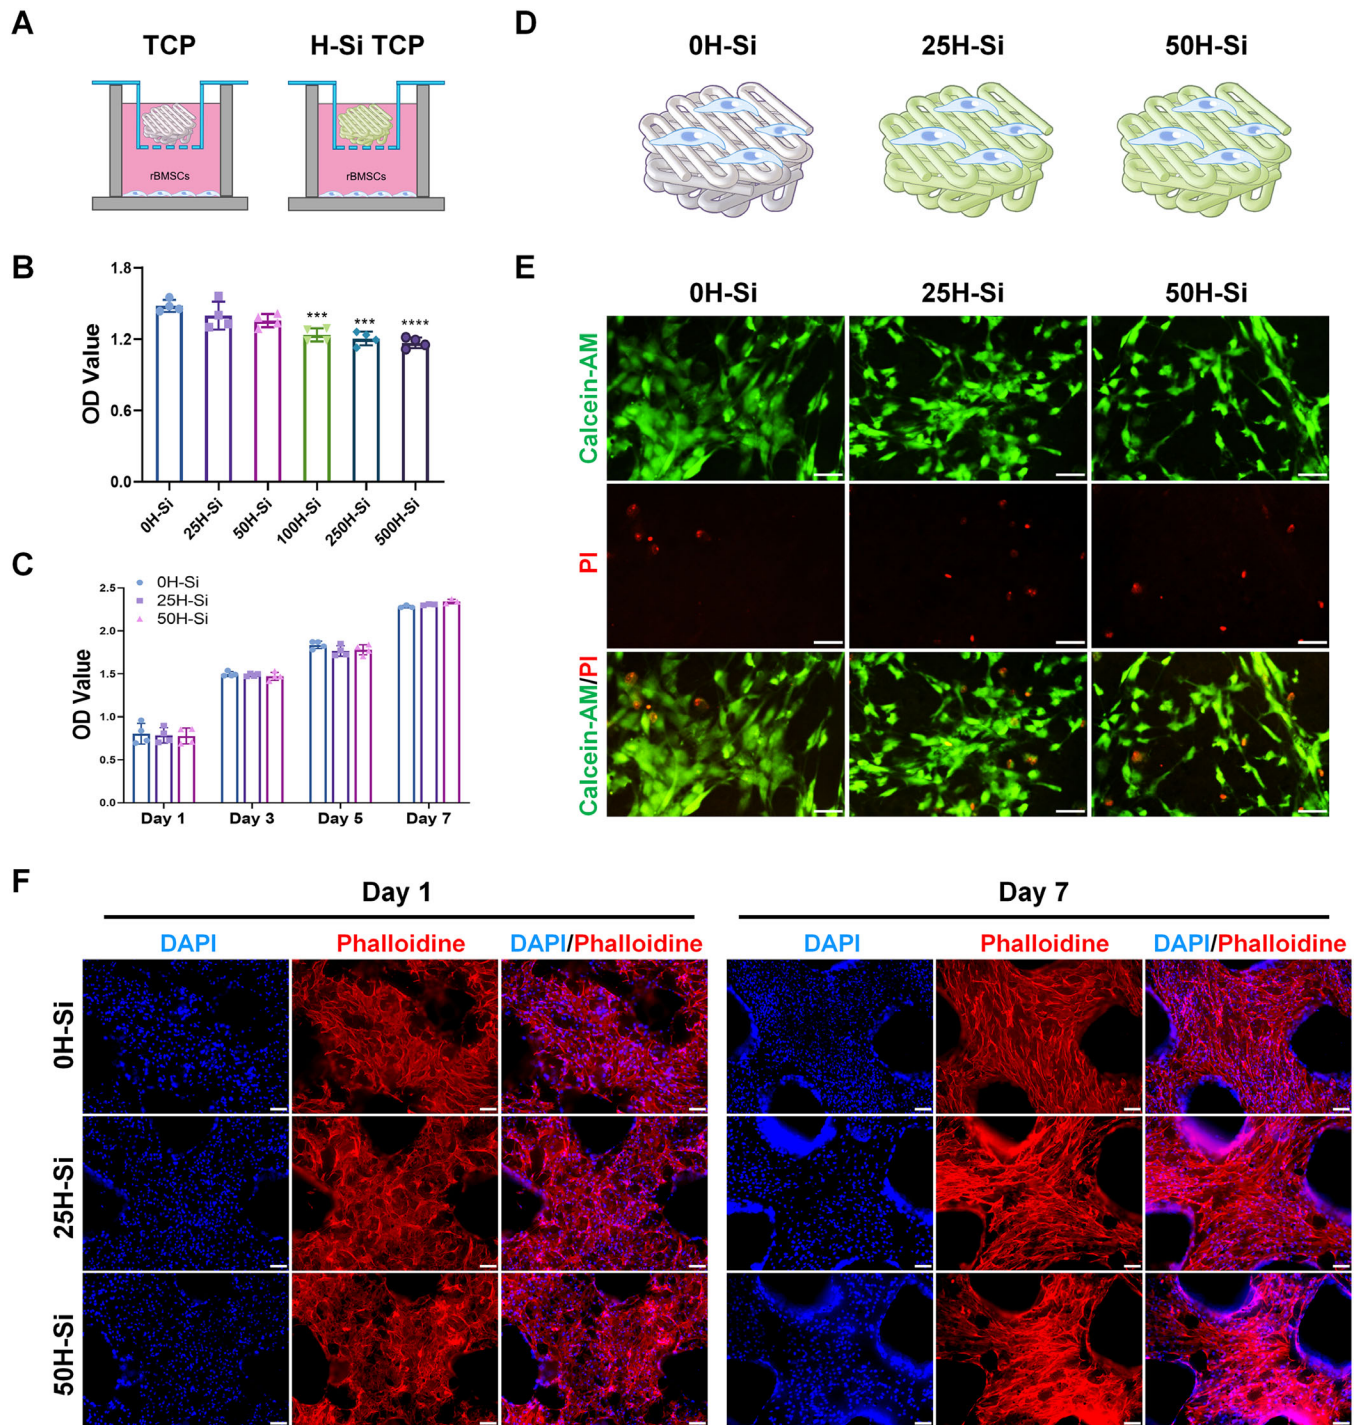 A
TCP
H-Si TCP
rBMSCs
rBMSCs
B
OD Value
1.8
1.2
0.6
0.0
***
***
****
0H-Si
25H-Si
50H-Si
100H-Si
250H-Si
500H-Si
C
OD Value
2.5
2.0
1.5
1.0
0.5
0.0
0H-Si
25H-Si
50H-Si
Day 1
Day 3
Day 5
Day 7
D
0H-Si
25H-Si
50H-Si
E
0H-Si
25H-Si
50H-Si
Calcein-AM
PI
Calcein-AM/PI
F
Day 1
Day 7
DAPI
Phalloidine
DAPI/Phalloidine
DAPI
Phalloidine
DAPI/Phalloidine
0H-Si
25H-Si
50H-Si